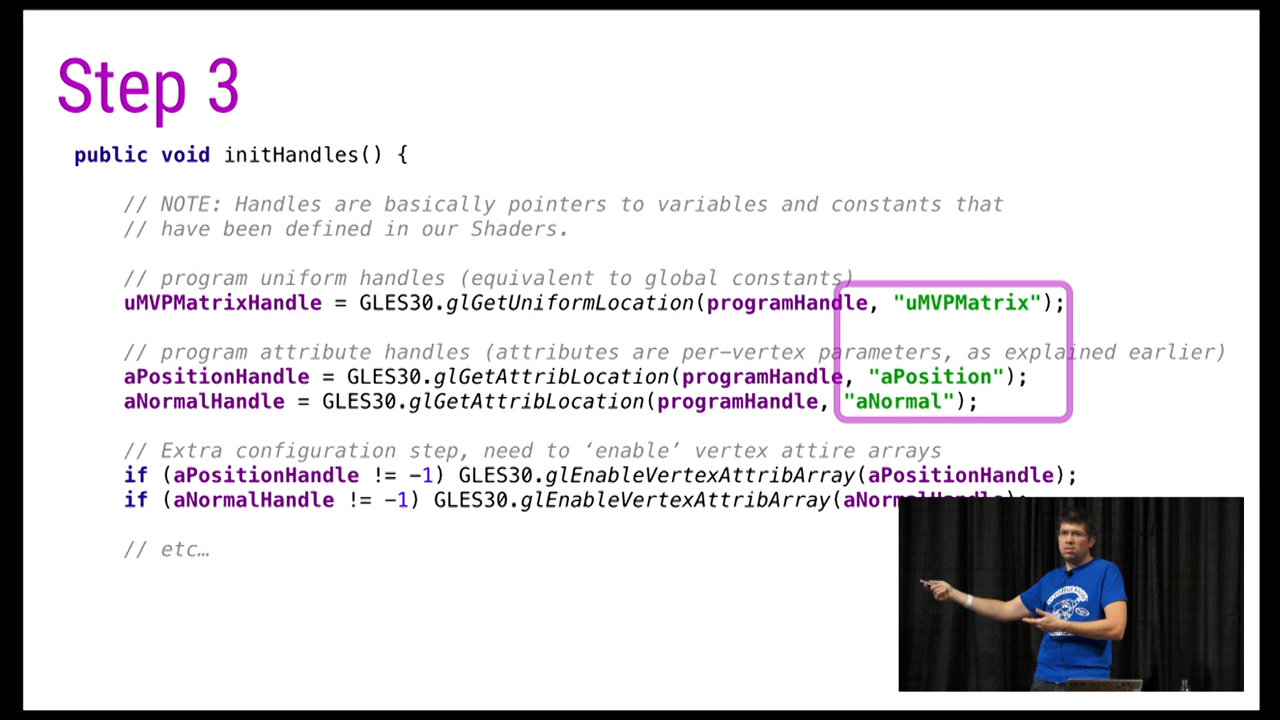 Step 3
public void initHandles() {
// NOTE: Handles are basically pointers to variables and constants that
// have been defined in our Shaders.
// program uniform handles (equivalent to global constants)
uMVPMatrixHandle = GLES30.glGetUniformLocation(programHandle, "uMVPMatrix");
// program attribute handles (attributes are per-vertex parameters, as explained earlier)
aPositionHandle = GLES30.glGetAttribLocation(programHandle, "aPosition");
aNormalHandle = GLES30.glGetAttribLocation(programHandle, "aNormal");
// Extra configuration step, need to ‘enable’ vertex attire arrays
if (aPositionHandle != -1) GLES30.glEnableVertexAttribArray(aPositionHandle);
if (aNormalHandle != -1) GLES30.glEnableVertexAttribArray(aNormalHandle);
// etc…